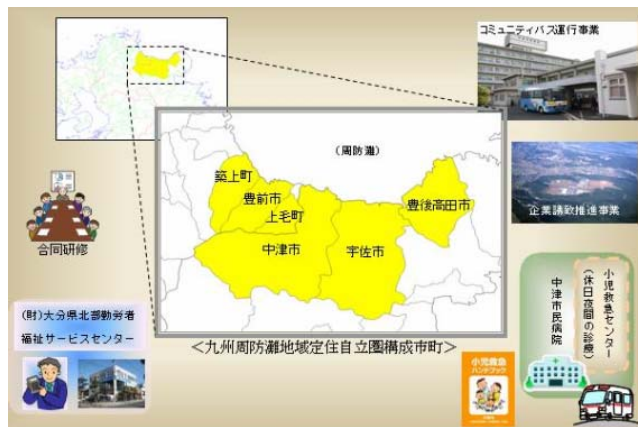 コミュニティバス運行事業
(周防灘)
築上町
豊前市
上毛町
豊後高田市
中津市
宇佐市
企業誘致推進事業
合同研修
小児救急センター
(休日夜間の診療)
中津市民病院
(財)大分県北部勤労者
福祉サービスセンター
<九州周防灘地域定住自立圏構成市町>
小児救急
ハンドブック